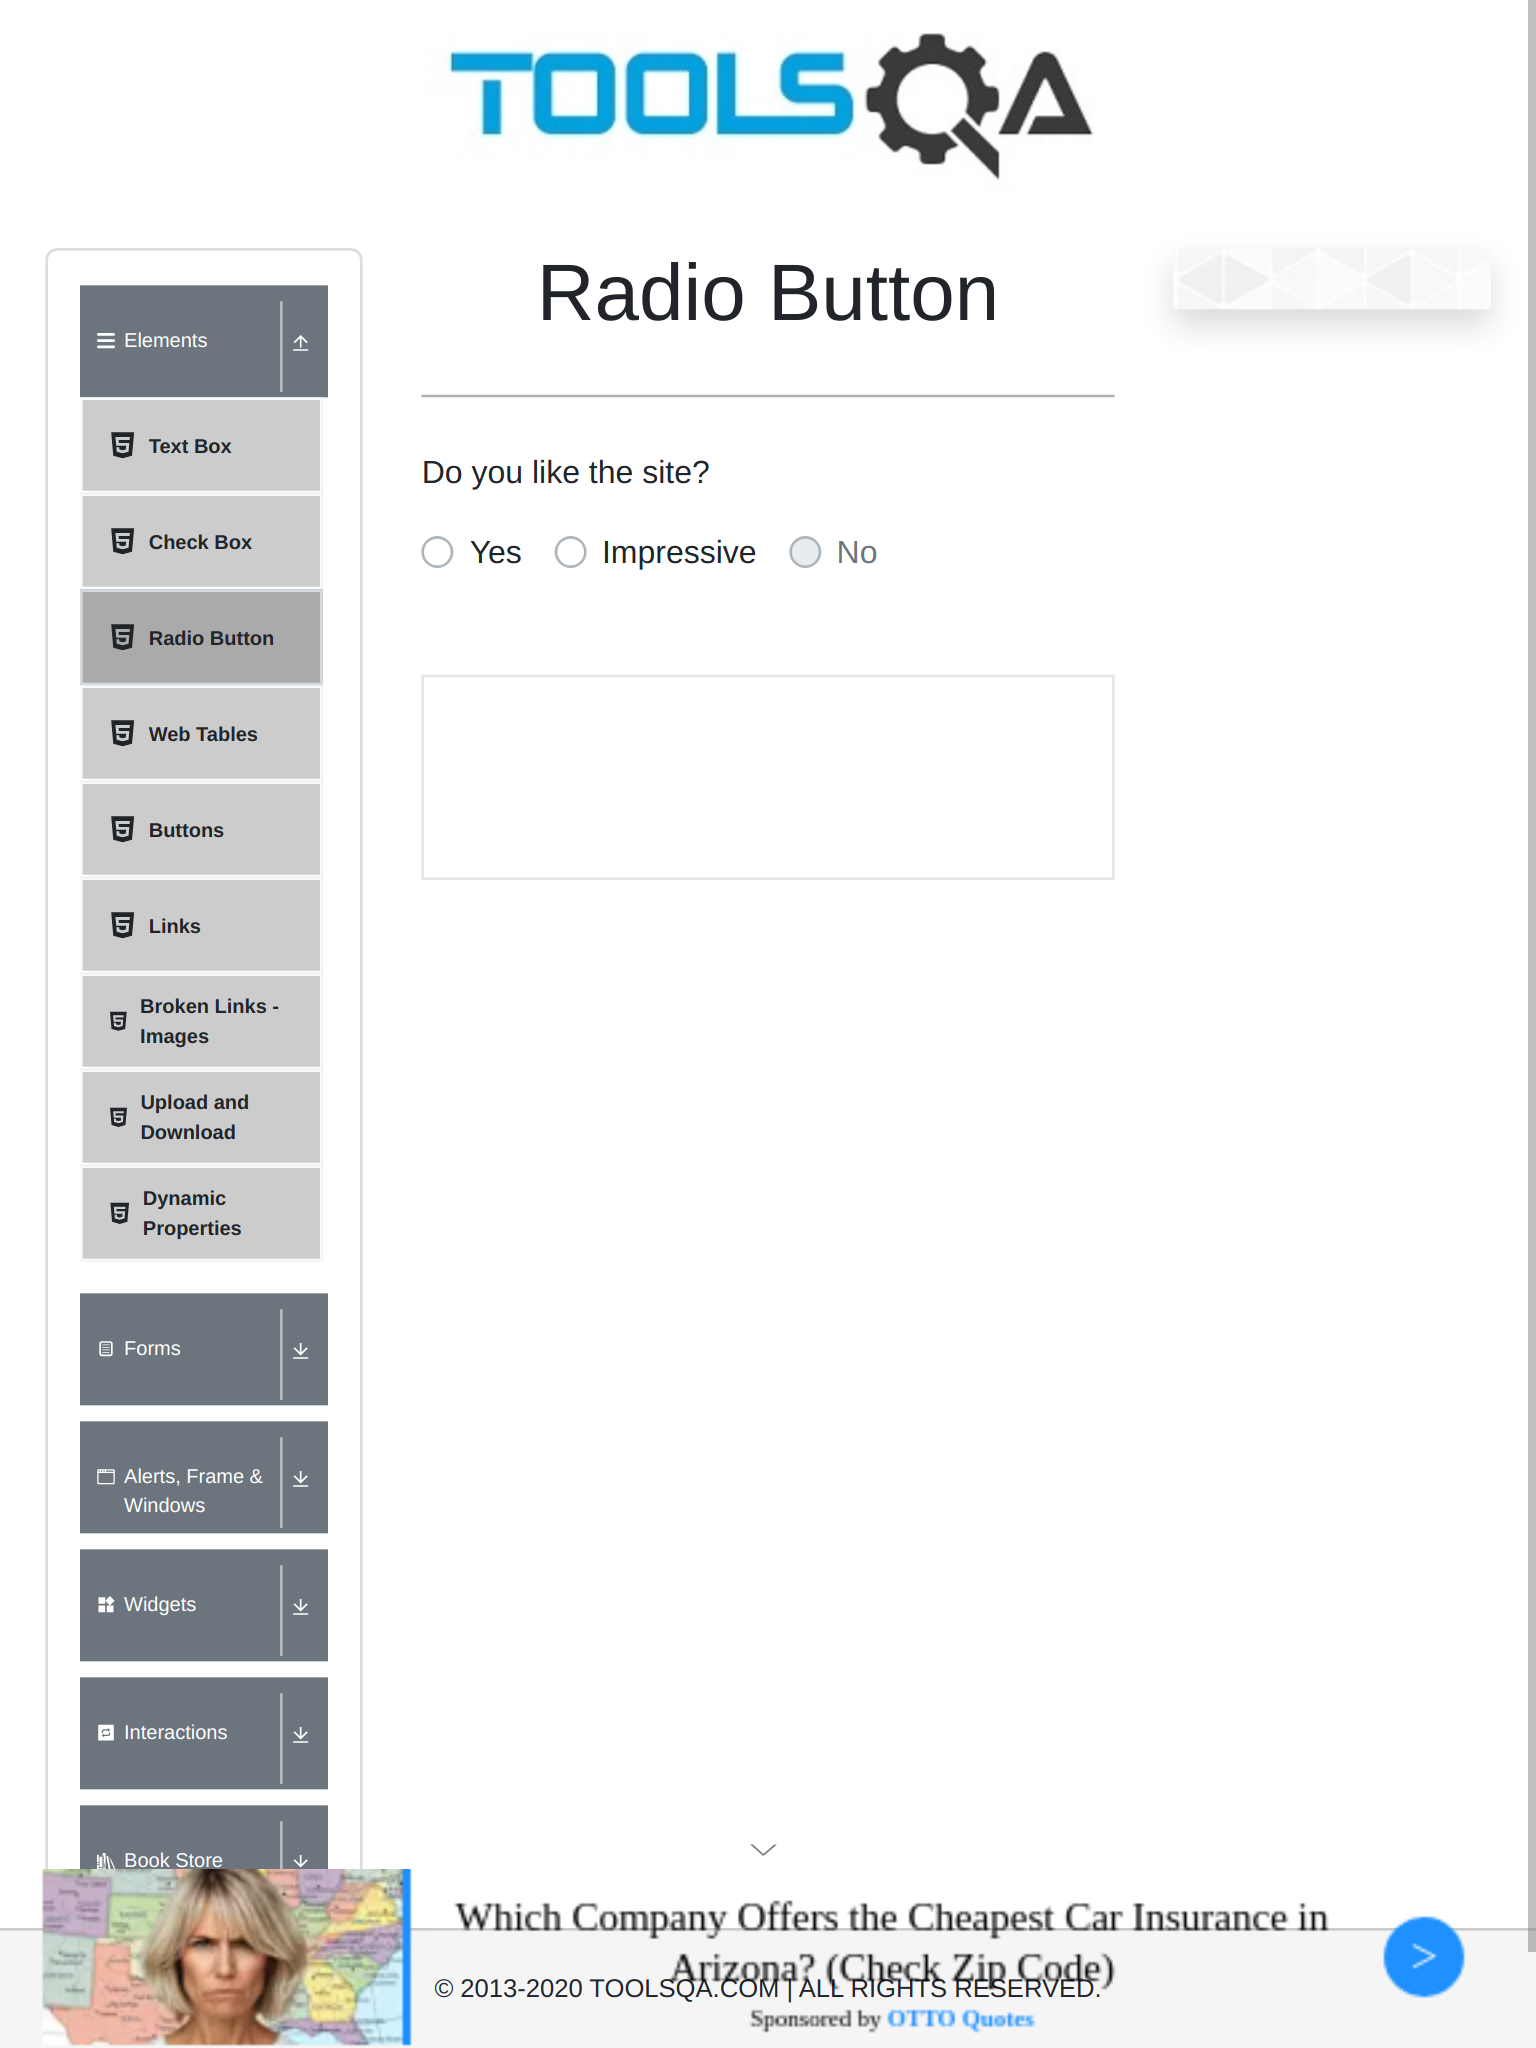 TOOLSQA
Radio Button
Elements
Text Box
Check Box
Radio Button
Web Tables
Buttons
Links
Broken Links -
Images
Upload and
Download
Dynamic
Properties
Forms
Alerts, Frame &
Windows
Widgets
Interactions
Book Store
Do you like the site?
Yes
Impressive
No
Which Company Offers the Cheapest Car Insurance in
Arizona? (Check Zip Code)
© 2013-2020 TOOLSQA.COM | ALL RIGHTS RESERVED.
Sponsored by OTTO Quotes